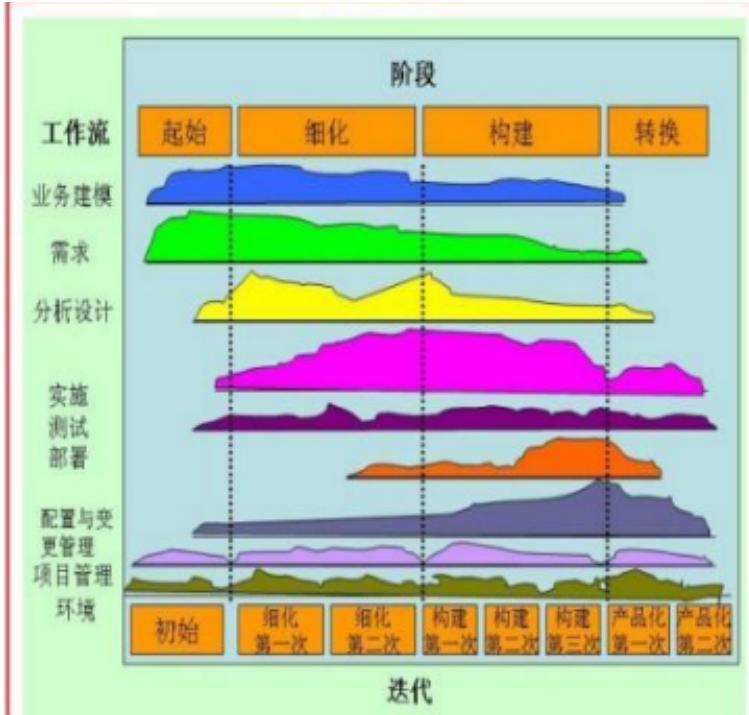 阶段
工作流
起始 细化 构建 转换
业务建模
需求
分析设计
实施
测试
部署
配置与变
更管理
项目管理
环境
初始
细化
第一次
细化
第二次
构建
第一次
构建
第二次
构建
第三次
产品化
第一次
产品化
第二次
迭代